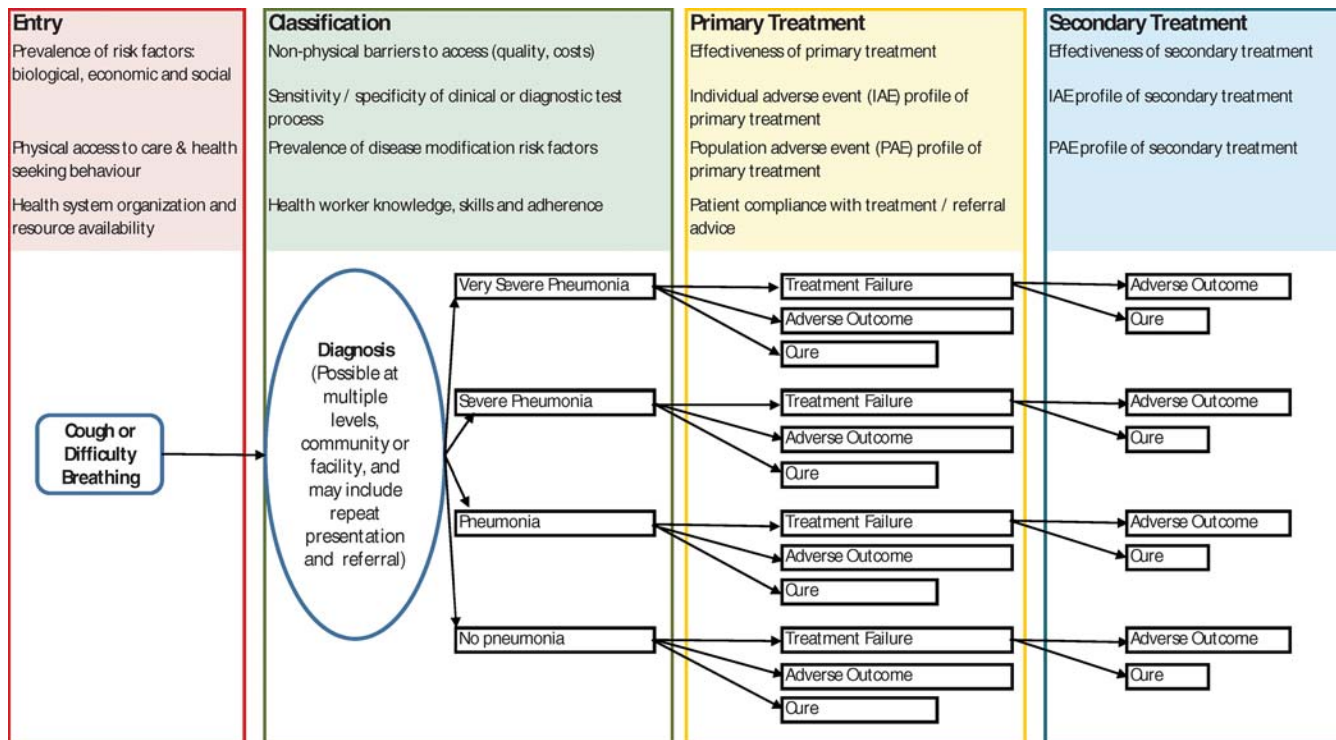 Entry
Prevalence of risk factors:
biological, economic and social
Physical access to care & health
seeking behaviour
Health system organization and
resource availability
Classification
Non-physical barriers to access (quality, costs)
Sensitivity / specificity of clinical or diagnostic test
process
Prevalence of disease modification risk factors
Health worker knowledge, skills and adherence
Primary Treatment
Effectiveness of primary treatment
Individual adverse event (IAE) profile of
primary treatment
Population adverse event (PAE) profile of
primary treatment
Patient compliance with treatment / referral
advice
Secondary Treatment
Effectiveness of secondary treatment
IAE profile of secondary treatment
PAE profile of secondary treatment
Cough or
Difficulty
Breathing
Diagnosis
(Possible at
multiple
levels,
community or
facility, and
may include
repeat
presentation
and referral)
Very Severe Pneumonia
Treatment Failure
Adverse Outcome
Cure
Adverse Outcome
Cure
Severe Pneumonia
Treatment Failure
Adverse Outcome
Cure
Adverse Outcome
Cure
Pneumonia
Treatment Failure
Adverse Outcome
Cure
Adverse Outcome
Cure
No pneumonia
Treatment Failure
Adverse Outcome
Cure
Adverse Outcome
Cure